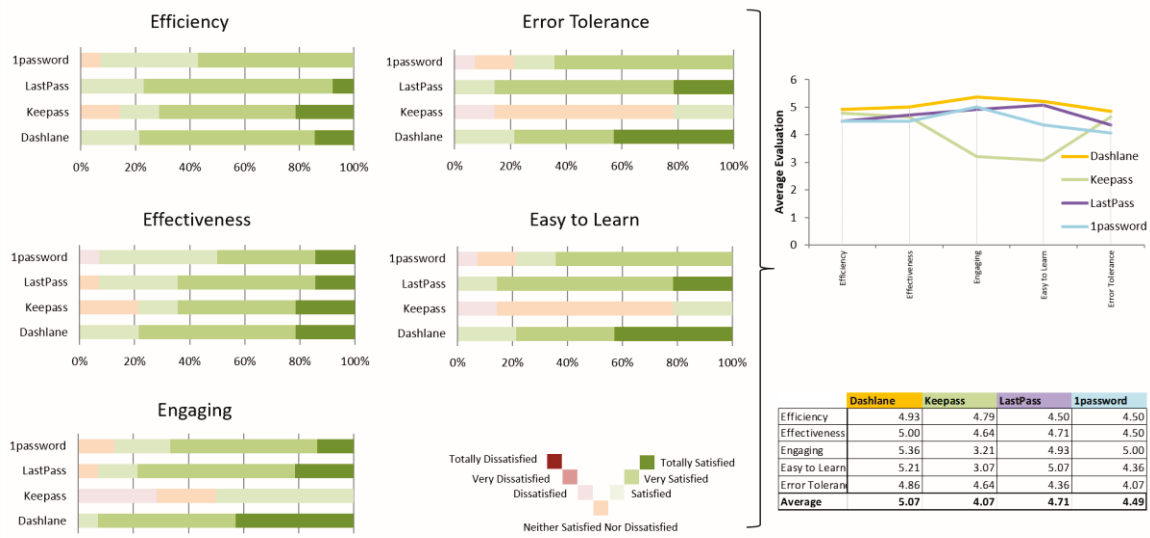 Efficiency
1password
LastPass
Keepass
Dashlane
0% 20% 40% 60% 80% 100%
Error Tolerance
1password
LastPass
Keepass
Dashlane
0% 20% 40% 60% 80% 100%
Effectiveness
1password
LastPass
Keepass
Dashlane
0% 20% 40% 60% 80% 100%
Easy to Learn
1password
LastPass
Keepass
Dashlane
0% 20% 40% 60% 80% 100%
Engaging
1password
LastPass
Keepass
Dashlane
Totally Dissatisfied
Totally Satisfied
Very Dissatisfied
Very Satisfied
Dissatisfied
Satisfied
Neither Satisfied Nor Dissatisfied
Average Evaluation
6
5
4
3
2
1
0
Dashlane
Keepass
LastPass
1password
Efficiency
Effectiveness
Engaging
Easy to Learn
Error Tolerance
Dashlane Keepass LastPass 1password
Efficiency 4.93 4.79 4.50 4.50
Effectiveness 5.00 4.64 4.71 4.50
Engaging 5.36 3.21 4.93 5.00
Easy to Learn 5.21 3.07 5.07 4.36
Error Toleran 4.86 4.64 4.36 4.07
Average 5.07 4.07 4.71 4.49